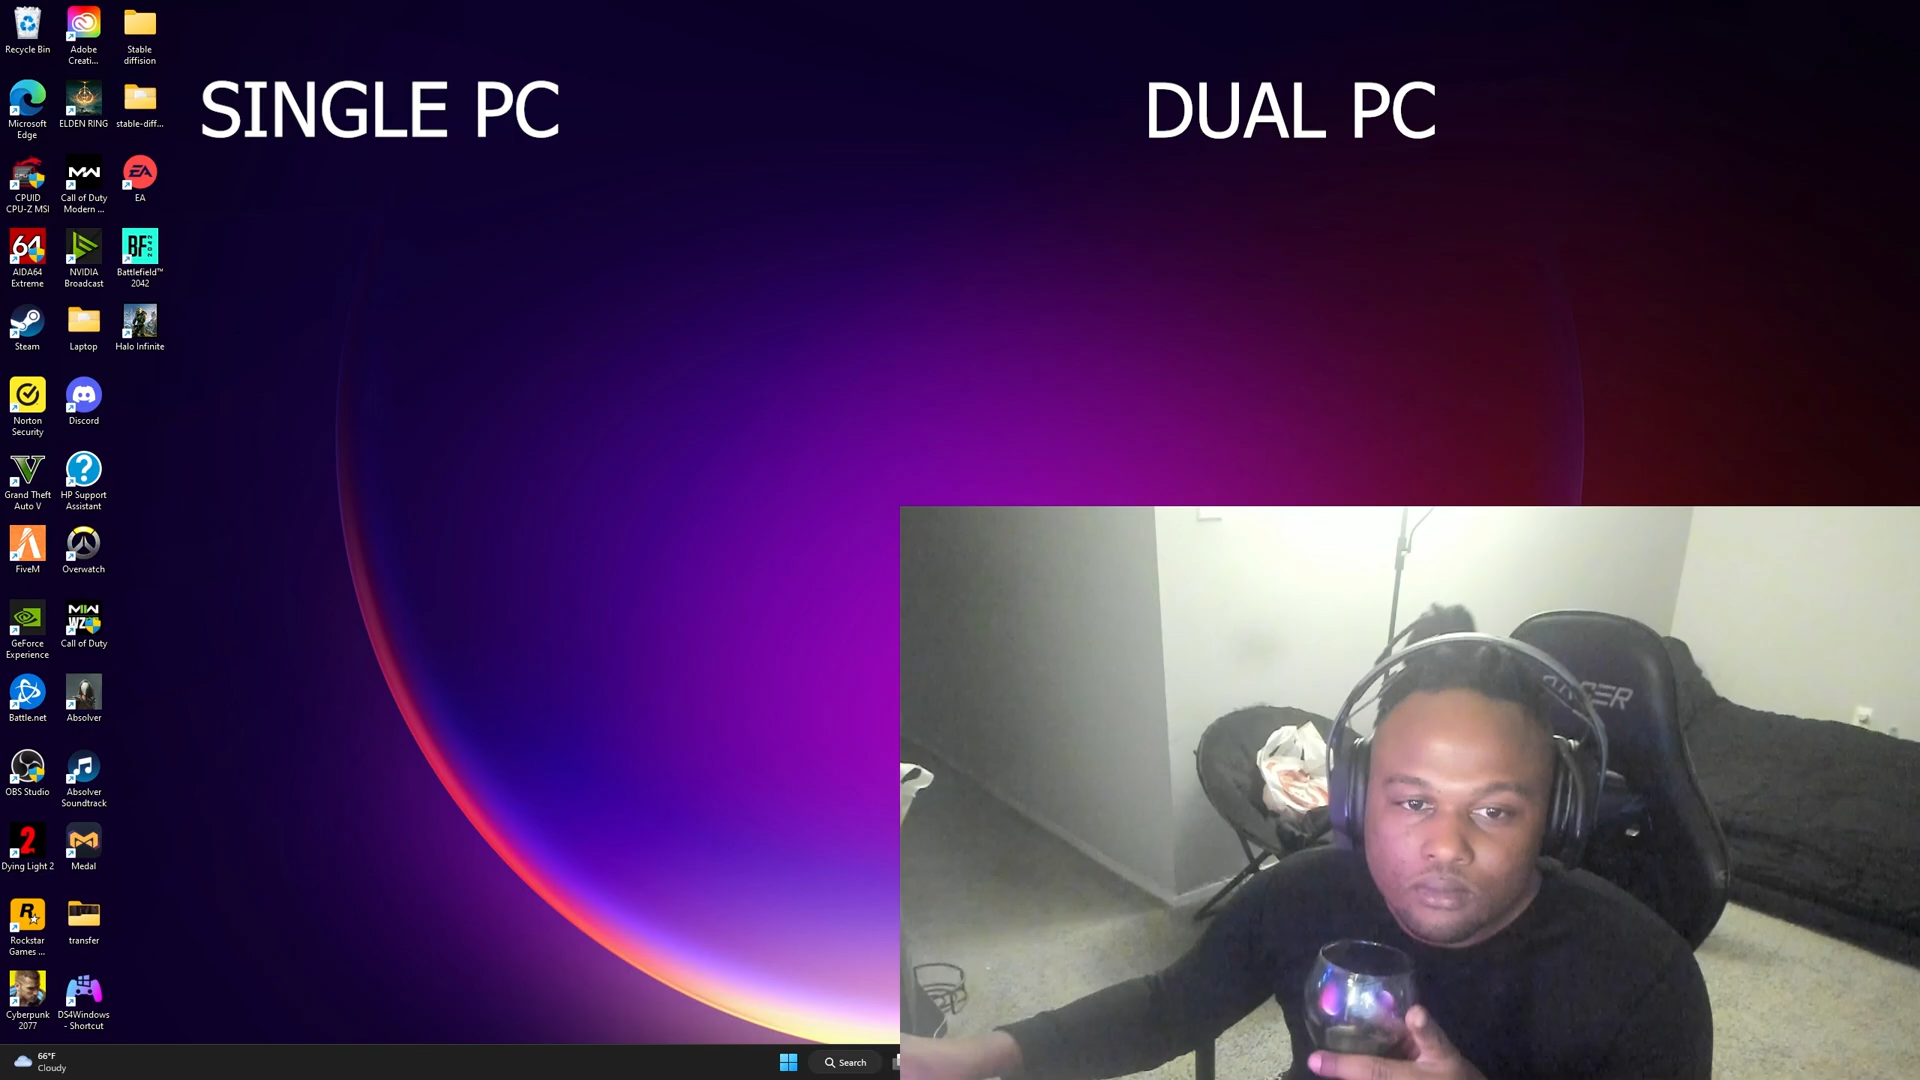 SINGLE PC
DUAL PC
Recycle Bin
Adobe
Creati...
Stable
diffision
Microsoft
Edge
ELDEN RING
stable-diff...
CPUID
CPU-Z MSI
Call of Duty
Modern ...
EA
AIDA64
Extreme
NVIDIA
Broadcast
Battlefield™
2042
Steam
Laptop
Halo Infinite
Norton
Security
Discord
Grand Theft
Auto V
HP Support
Assistant
FiveM
Overwatch
GeForce
Experience
Call of Duty
Battle.net
Absolver
OBS Studio
Absolver
Soundtrack
Dying Light 2
Medal
Rockstar
Games ...
transfer
Cyberpunk
2077
DS4Windows
- Shortcut
66°F
Cloudy
Search